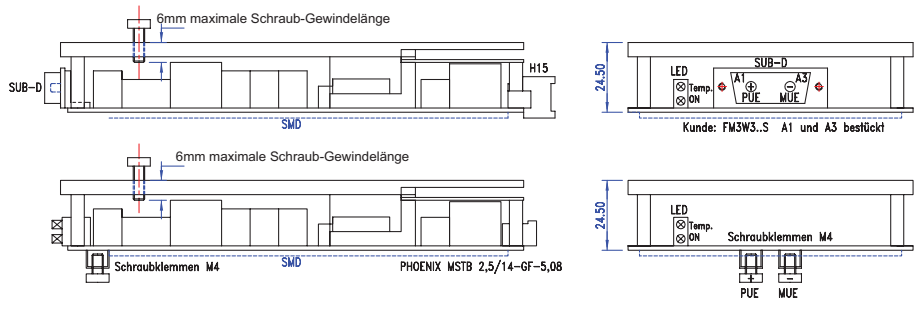 6mm maximale Schraub-Gewindelänge
SUB-D
H15
SMD
24.50
LED
Temp.
ON
SUB-D
A1
A3
PUE
MUE
Kunde: FM3W3..S A1 und A3 bestückt
6mm maximale Schraub-Gewindelänge
Schraubklemmen M4
SMD
PHOENIX MSTB 2,5/14-GF-5,08
24.50
LED
Temp.
ON
Schraubklemmen M4
PUE
MUE